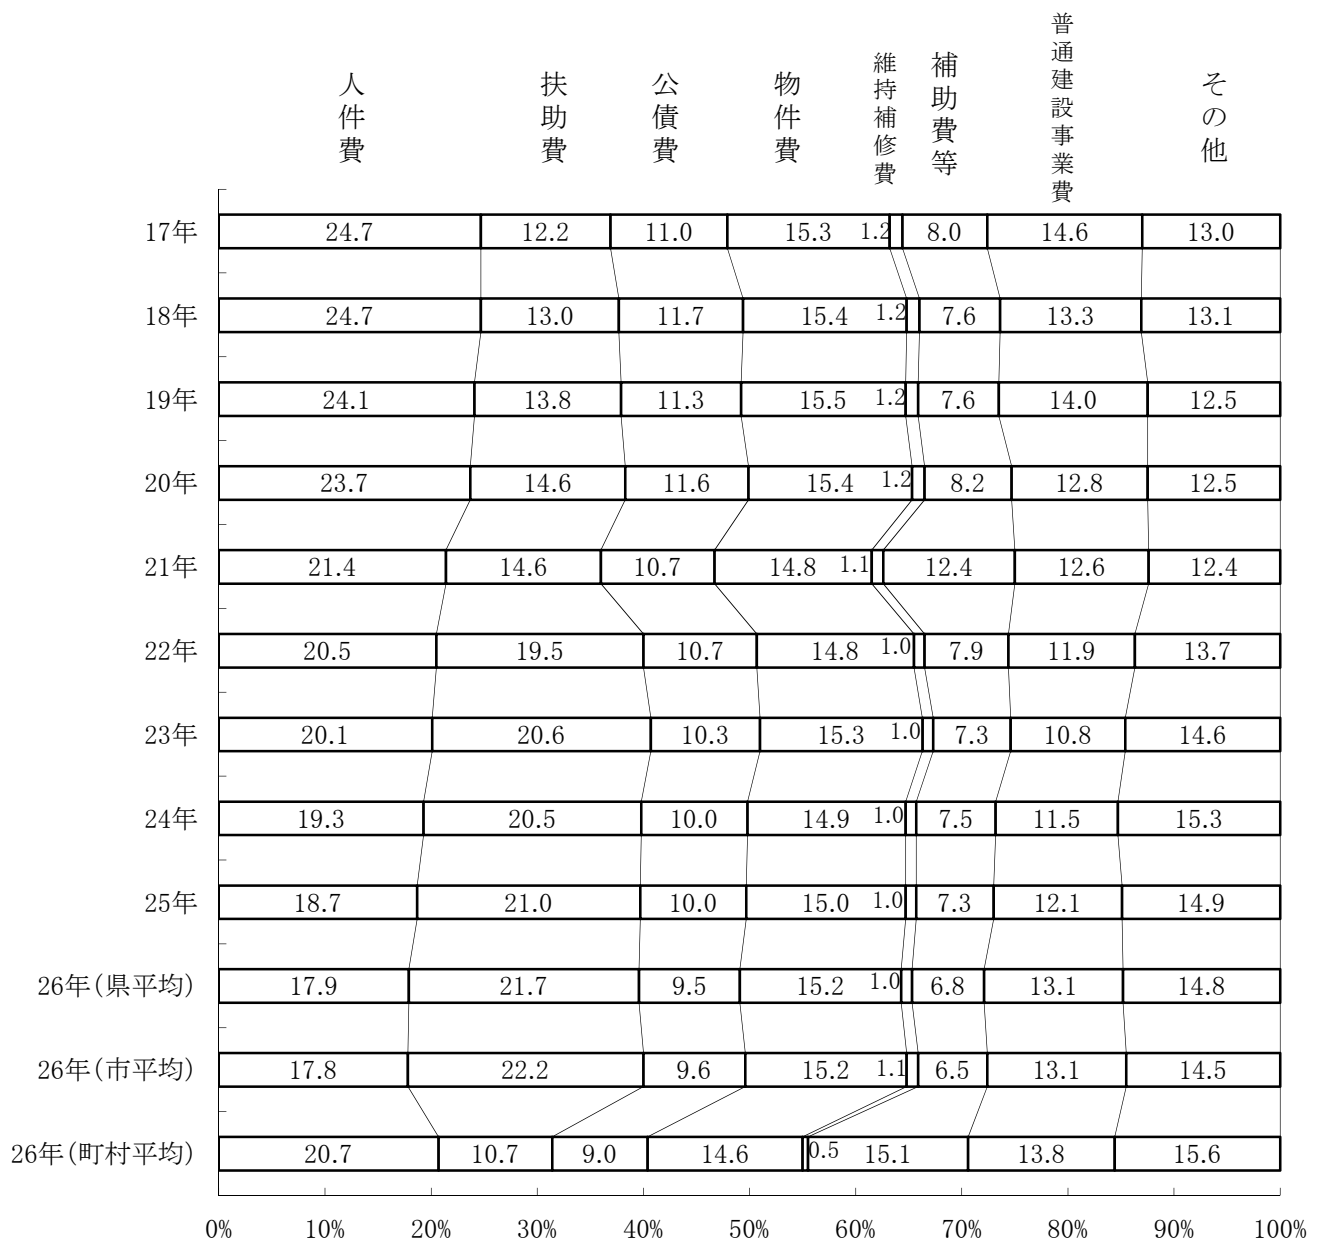 人件費 扶助費 公債費 物件費 維持補修費 補助費等 普通建設事業費 その他
17年 24.7 12.2 11.0 15.3 1.2 8.0 14.6 13.0
18年 24.7 13.0 11.7 15.4 1.2 7.6 13.3 13.1
19年 24.1 13.8 11.3 15.5 1.2 7.6 14.0 12.5
20年 23.7 14.6 11.6 15.4 1.2 8.2 12.8 12.5
21年 21.4 14.6 10.7 14.8 1.1 12.4 12.6 12.4
22年 20.5 19.5 10.7 14.8 1.0 7.9 11.9 13.7
23年 20.1 20.6 10.3 15.3 1.0 7.3 10.8 14.6
24年 19.3 20.5 10.0 14.9 1.0 7.5 11.5 15.3
25年 18.7 21.0 10.0 15.0 1.0 7.3 12.1 14.9
26年(県平均) 17.9 21.7 9.5 15.2 1.0 6.8 13.1 14.8
26年(市平均) 17.8 22.2 9.6 15.2 1.1 6.5 13.1 14.5
26年(町村平均) 20.7 10.7 9.0 14.6 0.5 15.1 13.8 15.6
0% 10% 20% 30% 40% 50% 60% 70% 80% 90% 100%